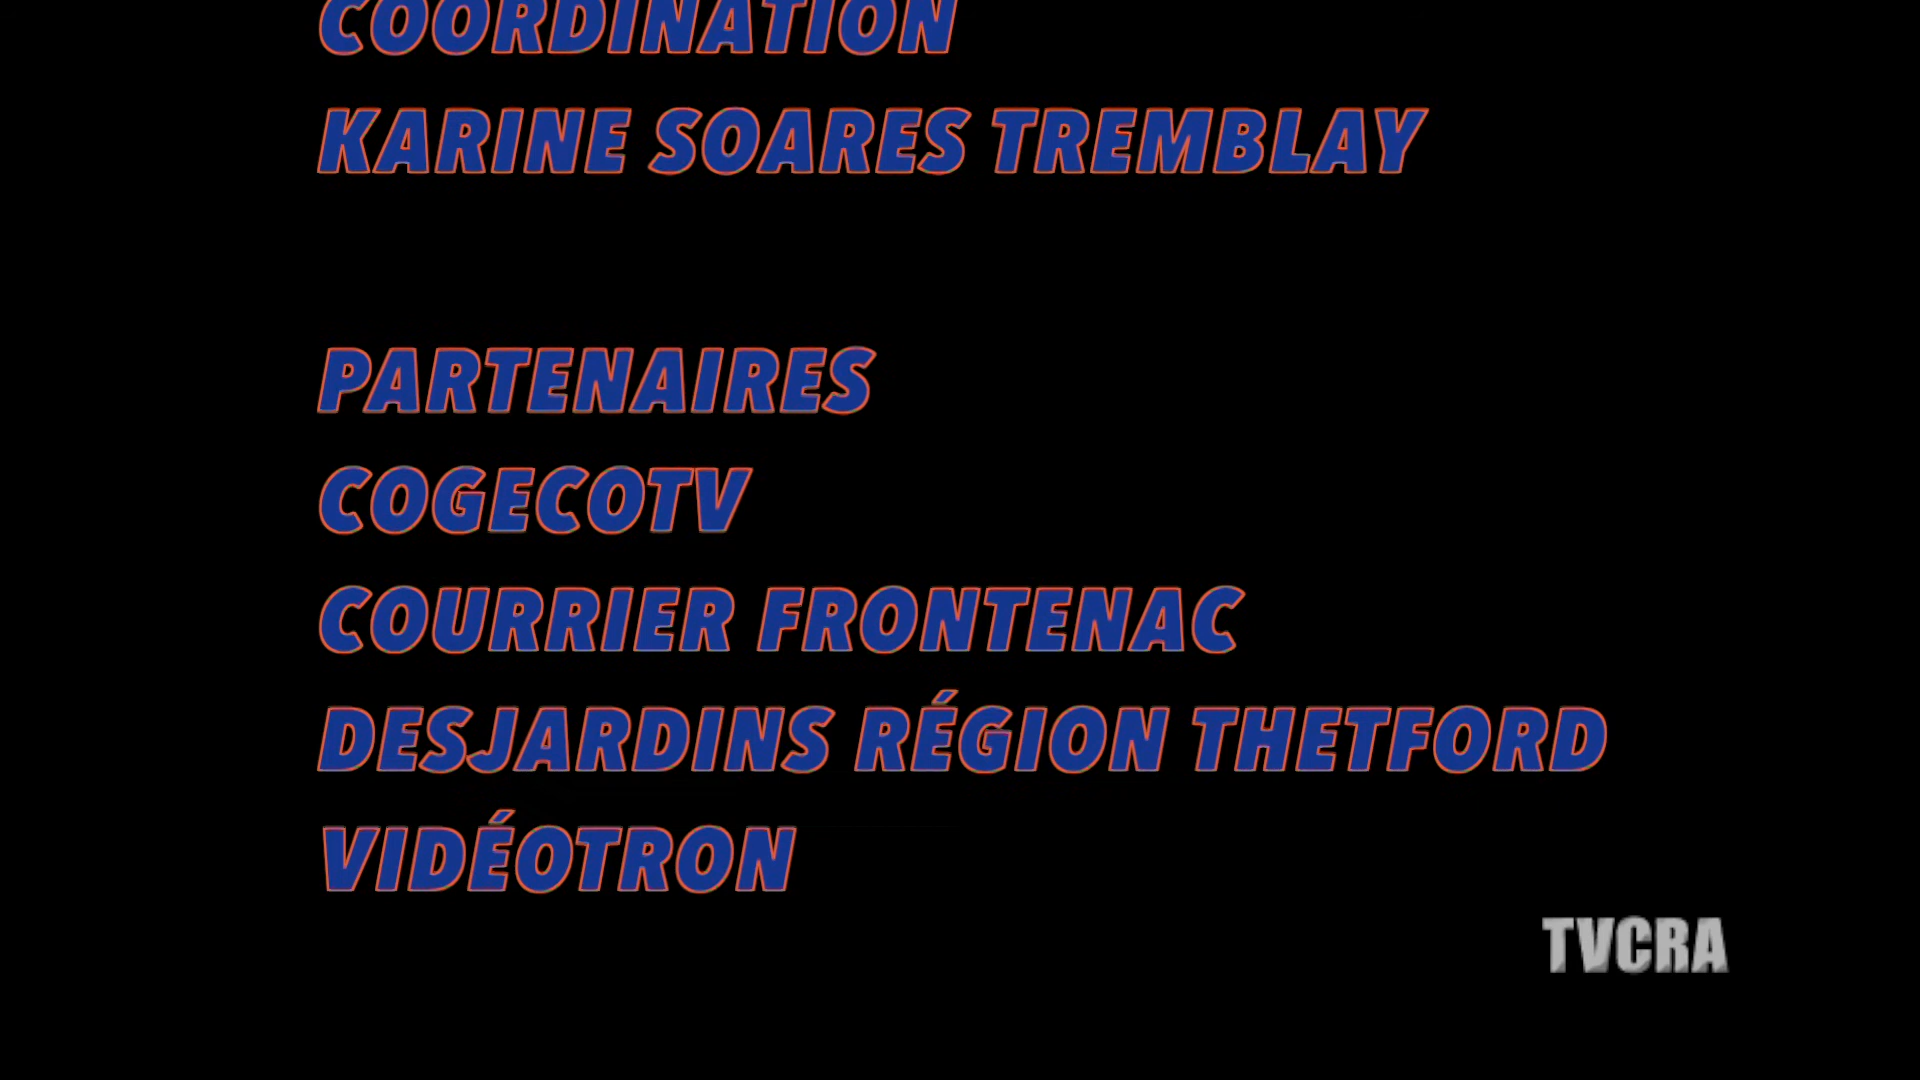 COORDINATION
KARINE SOARES TREMBLAY
PARTENAIRES
COGECOTV
COURRIER FRONTENAC
DESJARDINS RÉGION THETFORD
VIDÉOTRON
TVCRA